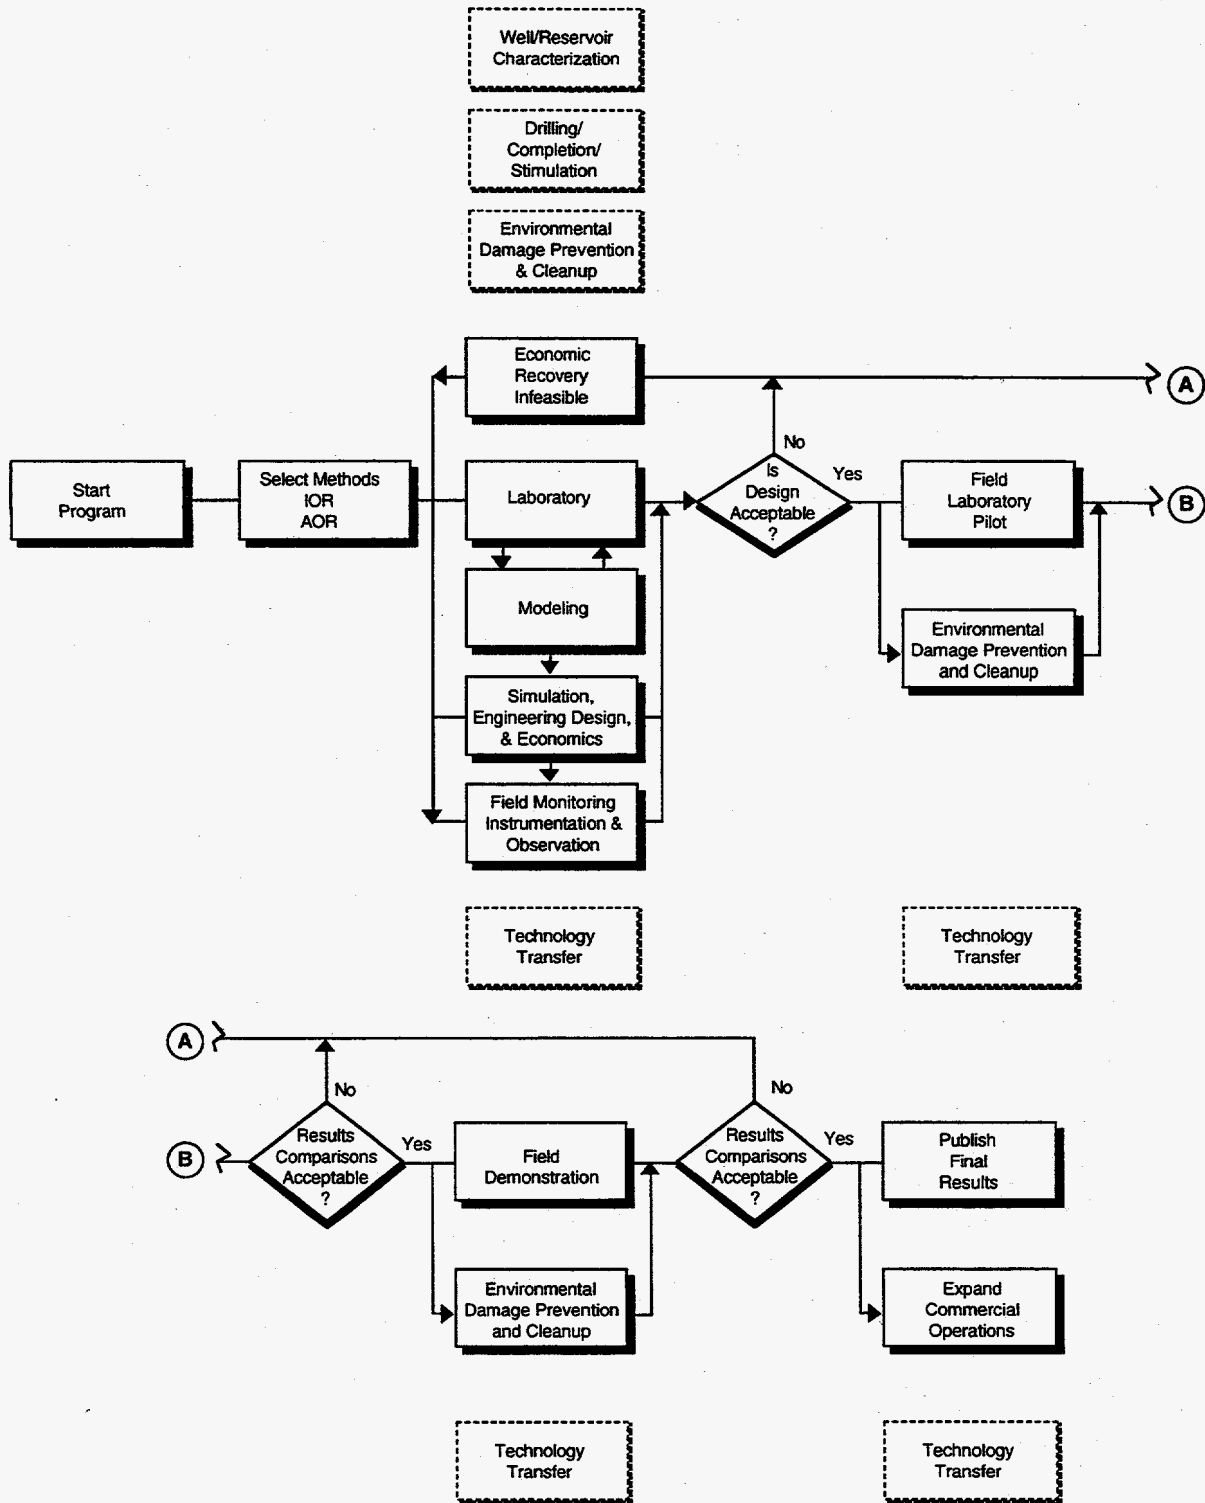 Well/Reservoir
Characterization
Drilling/
Completion/
Stimulation
Environmental
Damage Prevention
& Cleanup
Economic
Recovery
Infeasible
A
No
Start
Program
Select Methods
IOR
AOR
Laboratory
Is
Design
Acceptable
?
Yes
Field
Laboratory
Pilot
B
Modeling
Environmental
Damage Prevention
and Cleanup
Simulation,
Engineering Design,
& Economics
Field Monitoring
Instrumentation &
Observation
Technology
Transfer
Technology
Transfer
A
No
No
B
Results
Comparisons
Acceptable
?
Yes
Field
Demonstration
Results
Comparisons
Acceptable
?
Yes
Publish
Final
Results
Environmental
Damage Prevention
and Cleanup
Expand
Commercial
Operations
Technology
Transfer
Technology
Transfer